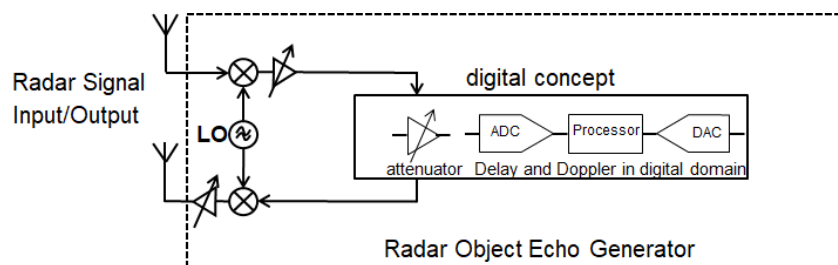 Radar Signal
Input/Output
LO
digital concept
attenuator
ADC
Processor
DAC
Delay and Doppler in digital domain
Radar Object Echo Generator